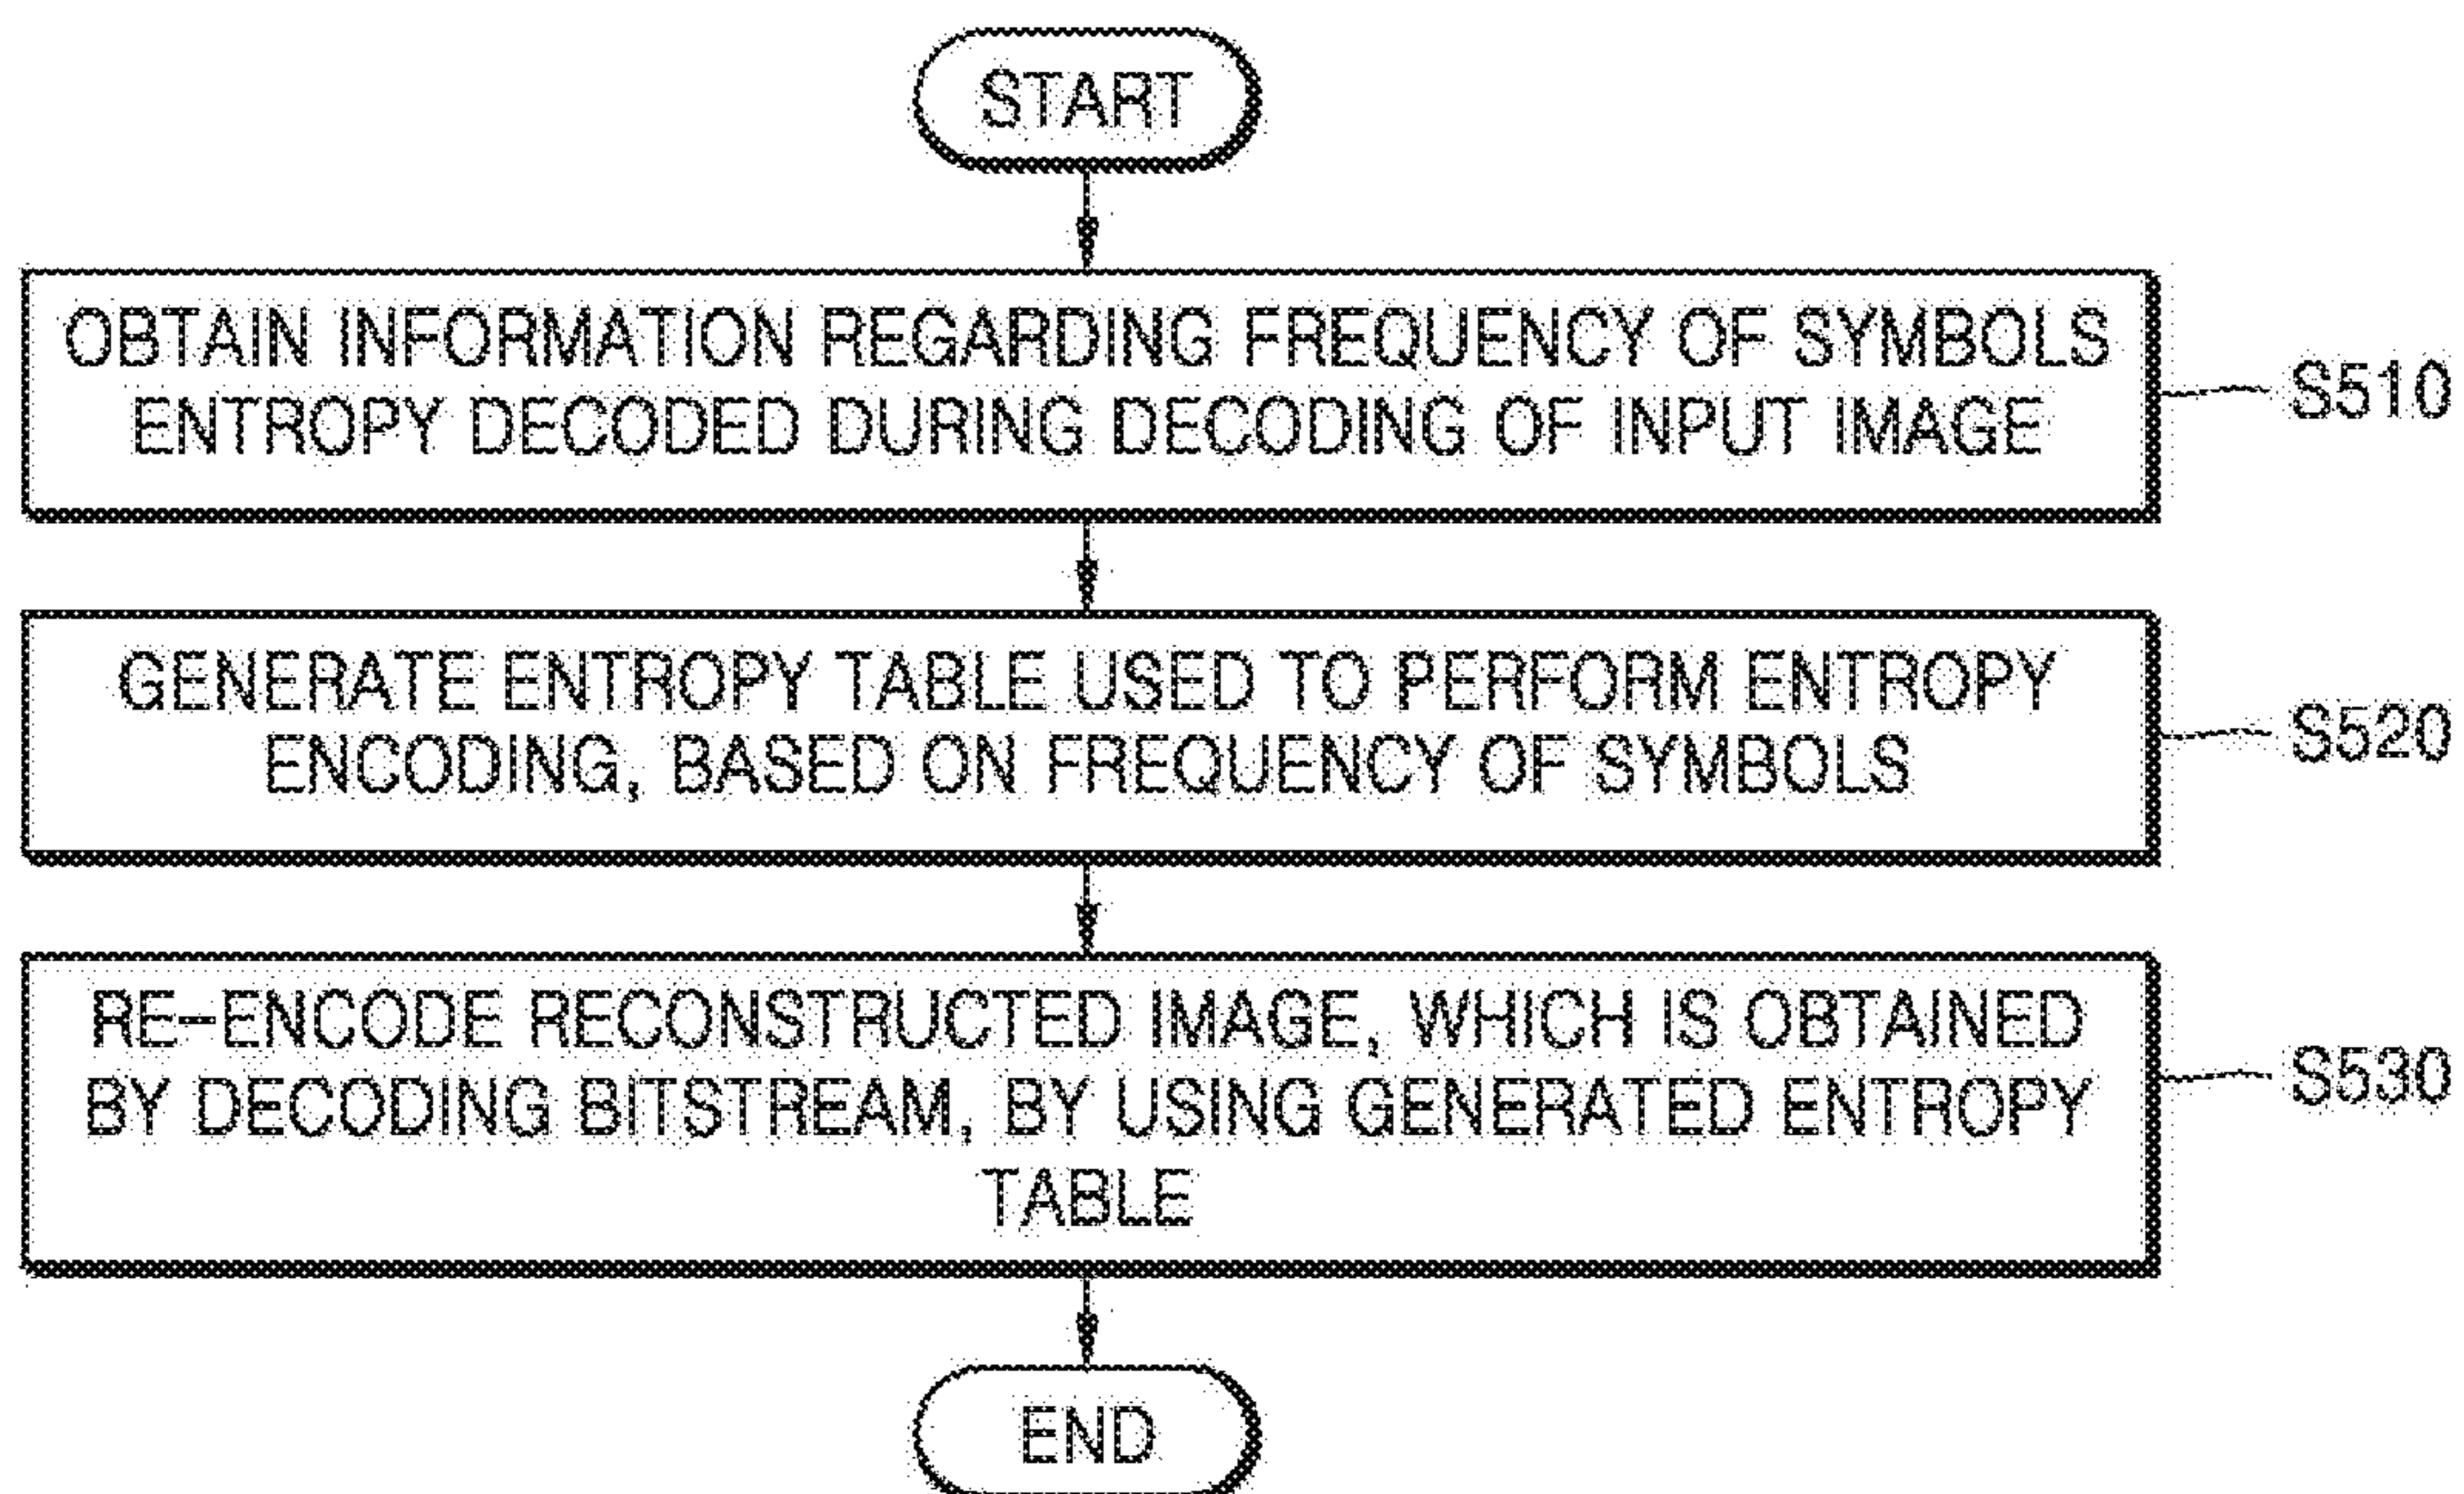 START
OBTAIN INFORMATION REGARDING FREQUENCY OF SYMBOLS
ENTROPY DECODED DURING DECODING OF INPUT IMAGE
S510
GENERATE ENTROPY TABLE USED TO PERFORM ENTROPY
ENCODING, BASED ON FREQUENCY OF SYMBOLS
S520
RE-ENCODE RECONSTRUCTED IMAGE, WHICH IS OBTAINED
BY DECODING BITSTREAM, BY USING GENERATED ENTROPY
TABLE
S530
END